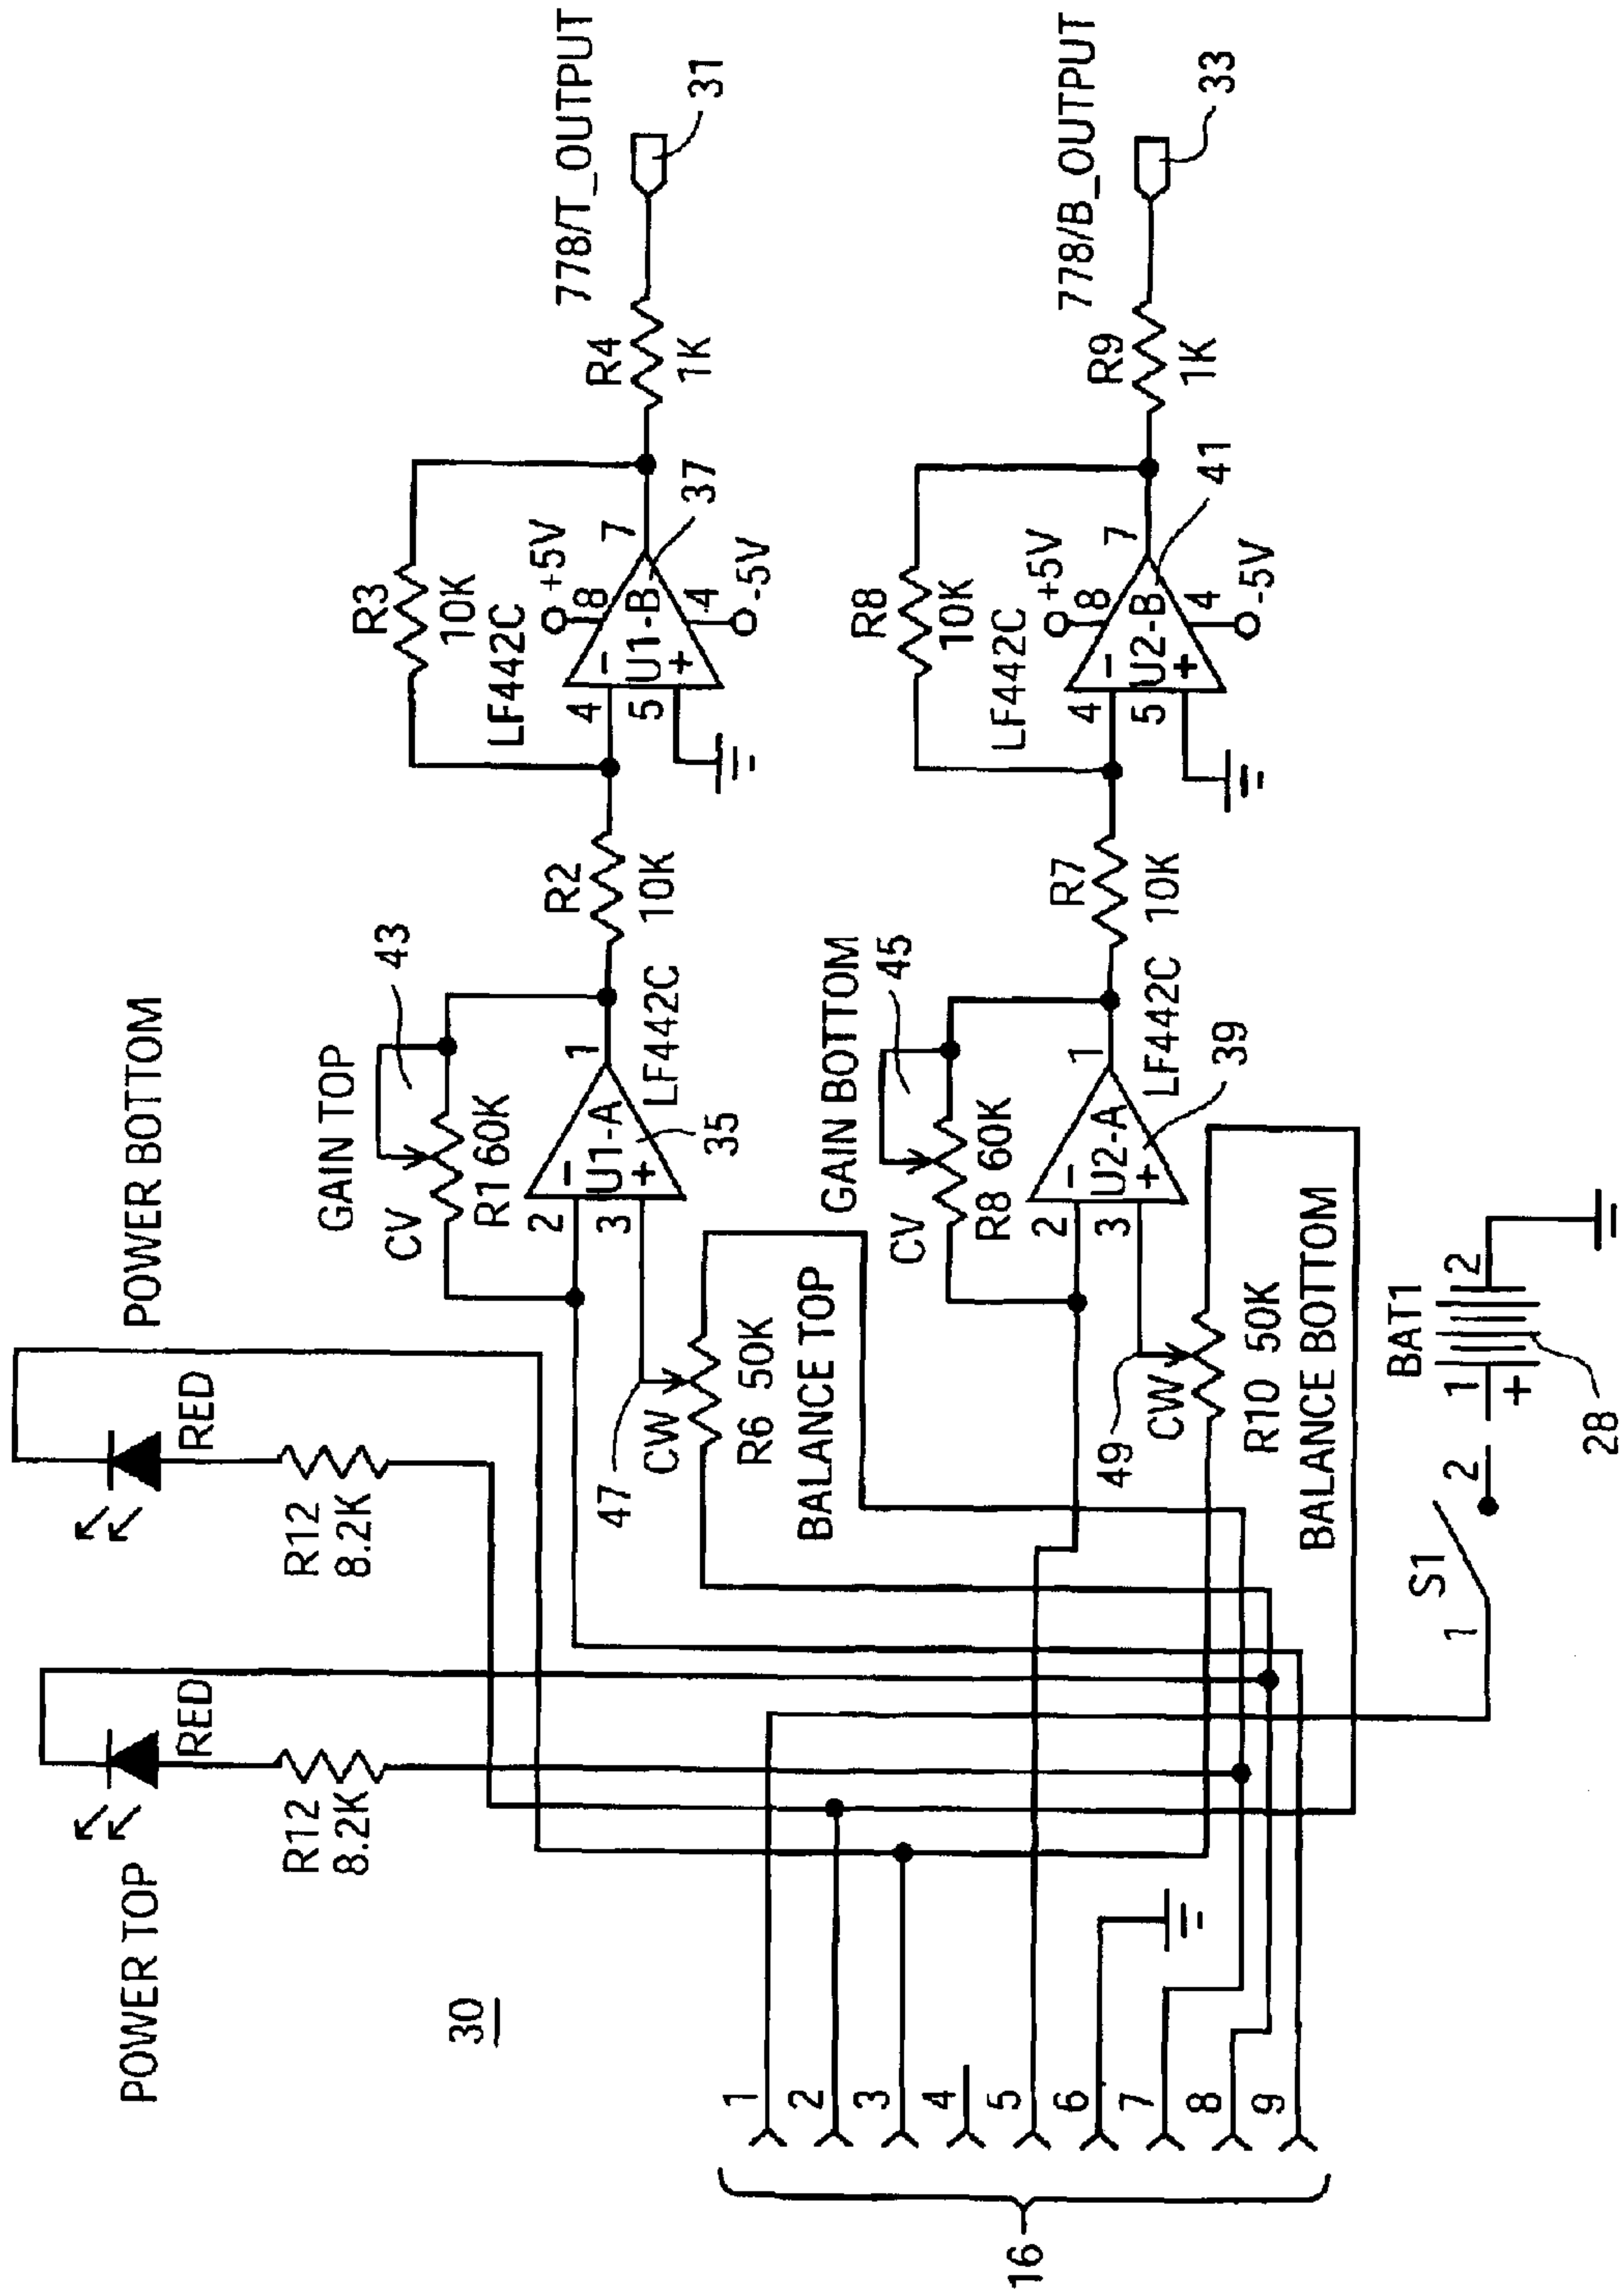 POWER TOP
POWER BOTTOM
RED
RED
R12
8.2K
R12
8.2K
30
GAIN TOP
43
CV
R1 60K
2
3
1
U1-A
−
+
LF442C
35
47
CW
R6 50K
BALANCE TOP
R2
10K
R3
10K
LF442C
4
5
−
+
U1-B
8
+5V
7
4
-5V
37
R4
1K
778/T_OUTPUT
31
GAIN BOTTOM
45
CV
R8 60K
2
3
1
U2-A
−
+
LF442C
39
49
CW
R10 50K
BALANCE BOTTOM
R7
10K
R8
10K
LF442C
4
5
−
+
U2-B
8
+5V
7
4
-5V
41
R9
1K
778/B_OUTPUT
33
1
2
3
4
5
6
7
8
9
16
S1
1
2
BAT1
1
2
+
28